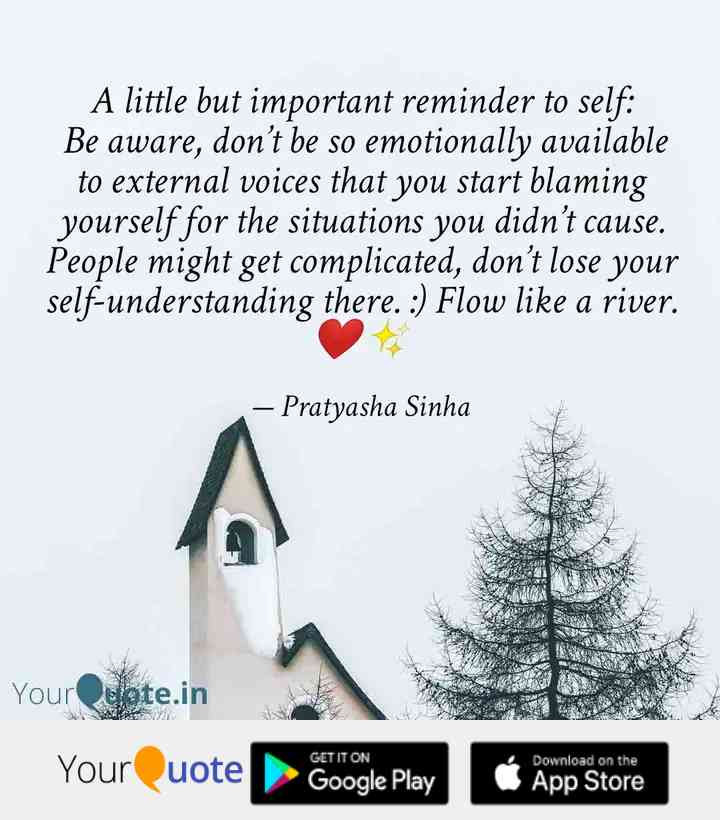 A little but important reminder to self:
Be aware, don't be so emotionally available
to external voices that you start blaming
yourself for the situations you didn't cause.
People might get complicated, don't lose your
self-understanding there. :) Flow like a river.
❤️✨
— Pratyasha Sinha
YourQuote.in
YourQuote
GET IT ON
Google Play
Download on the
App Store